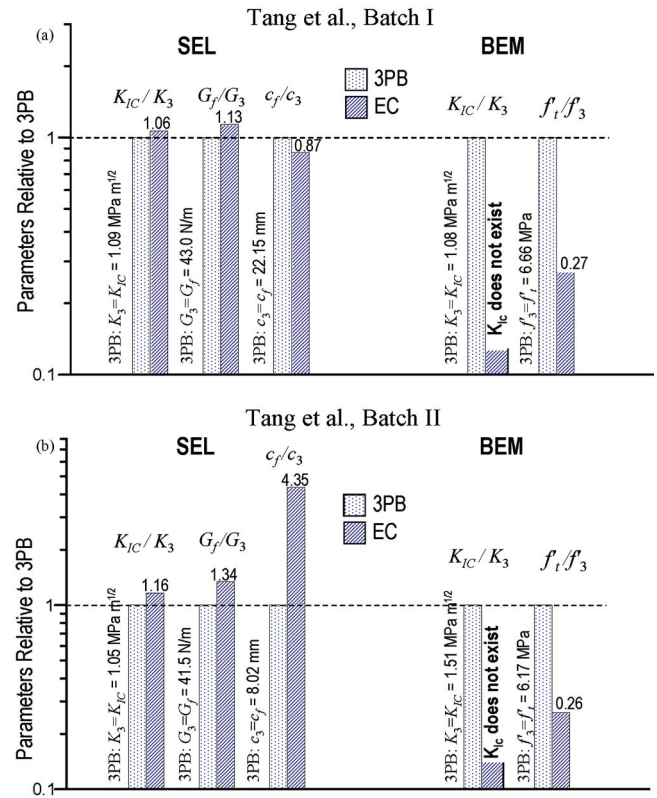 Tang et al., Batch I
(a)
SEL
BEM
3PB
EC
K_IC / K_3
G_f/G_3
c_f/c_3
K_IC / K_3
f'_t/f'_3
1.06
1.13
0.87
0.27
1
0.1
Parameters Relative to 3PB
3PB: K_3=K_IC = 1.09 MPa m^1/2
3PB: G_3=G_f = 43.0 N/m
3PB: c_3=c_f = 22.15 mm
3PB: K_3=K_IC = 1.08 MPa m^1/2
K_Ic does not exist
3PB: f'_3=f'_t = 6.66 MPa
Tang et al., Batch II
(b)
SEL
BEM
c_f/c_3
4.35
3PB
EC
K_IC / K_3
G_f/G_3
K_IC / K_3
f'_t/f'_3
1.16
1.34
0.26
1
0.1
Parameters Relative to 3PB
3PB: K_3=K_IC = 1.05 MPa m^1/2
3PB: G_3=G_f = 41.5 N/m
3PB: c_3=c_f = 8.02 mm
3PB: K_3=K_IC = 1.51 MPa m^1/2
K_Ic does not exist
3PB: f'_3=f'_t = 6.17 MPa